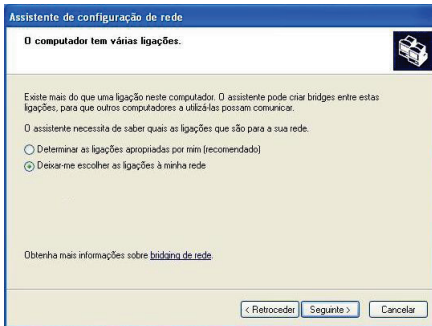 Assistente de configuração de rede
O computador tem várias ligações.
Existe mais do que uma ligação neste computador. O assistente pode criar bridges entre estas
ligações, para que outros computadores a utilizá-las possam comunicar.
O assistente necessita de saber quais as ligações que são para a sua rede.
Determinar as ligações apropriadas por mim (recomendado)
Deixar-me escolher as ligações à minha rede
Obtenha mais informações sobre bridging de rede.
< Retroceder
Seguinte >
Cancelar